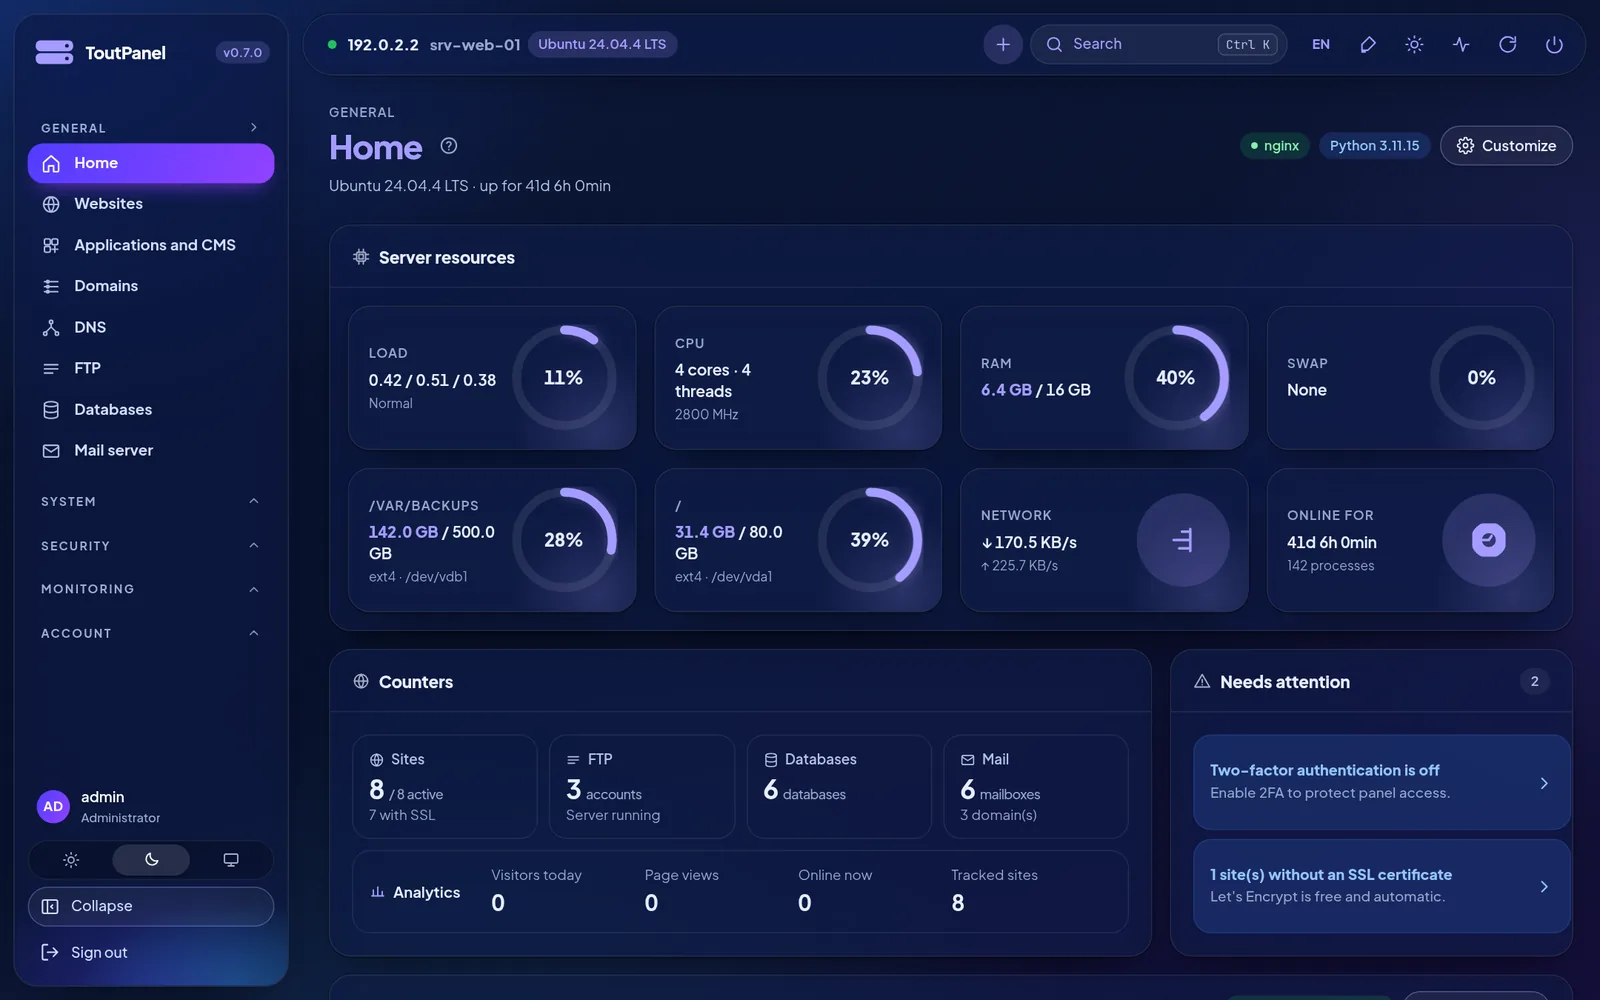 ToutPanel
v0.7.0
GENERAL
Home
Websites
Applications and CMS
Domains
DNS
FTP
Databases
Mail server
SYSTEM
SECURITY
MONITORING
ACCOUNT
AD
admin
Administrator
Collapse
Sign out
192.0.2.2 srv-web-01 Ubuntu 24.04.4 LTS
Search
Ctrl K
EN
GENERAL
Home
Ubuntu 24.04.4 LTS · up for 41d 6h 0min
nginx
Python 3.11.15
Customize
Server resources
LOAD
0.42 / 0.51 / 0.38
Normal
11%
CPU
4 cores · 4
threads
2800 MHz
23%
RAM
6.4 GB / 16 GB
40%
SWAP
None
0%
/VAR/BACKUPS
142.0 GB / 500.0
GB
ext4 · /dev/vdb1
28%
/
31.4 GB / 80.0
GB
ext4 · /dev/vda1
39%
NETWORK
↓ 170.5 KB/s
↑ 225.7 KB/s
ONLINE FOR
41d 6h 0min
142 processes
Counters
Sites
8 / 8 active
7 with SSL
FTP
3 accounts
Server running
Databases
6 databases
Mail
6 mailboxes
3 domain(s)
Analytics
Visitors today
0
Page views
0
Online now
0
Tracked sites
8
Needs attention
2
Two-factor authentication is off
Enable 2FA to protect panel access.
1 site(s) without an SSL certificate
Let's Encrypt is free and automatic.